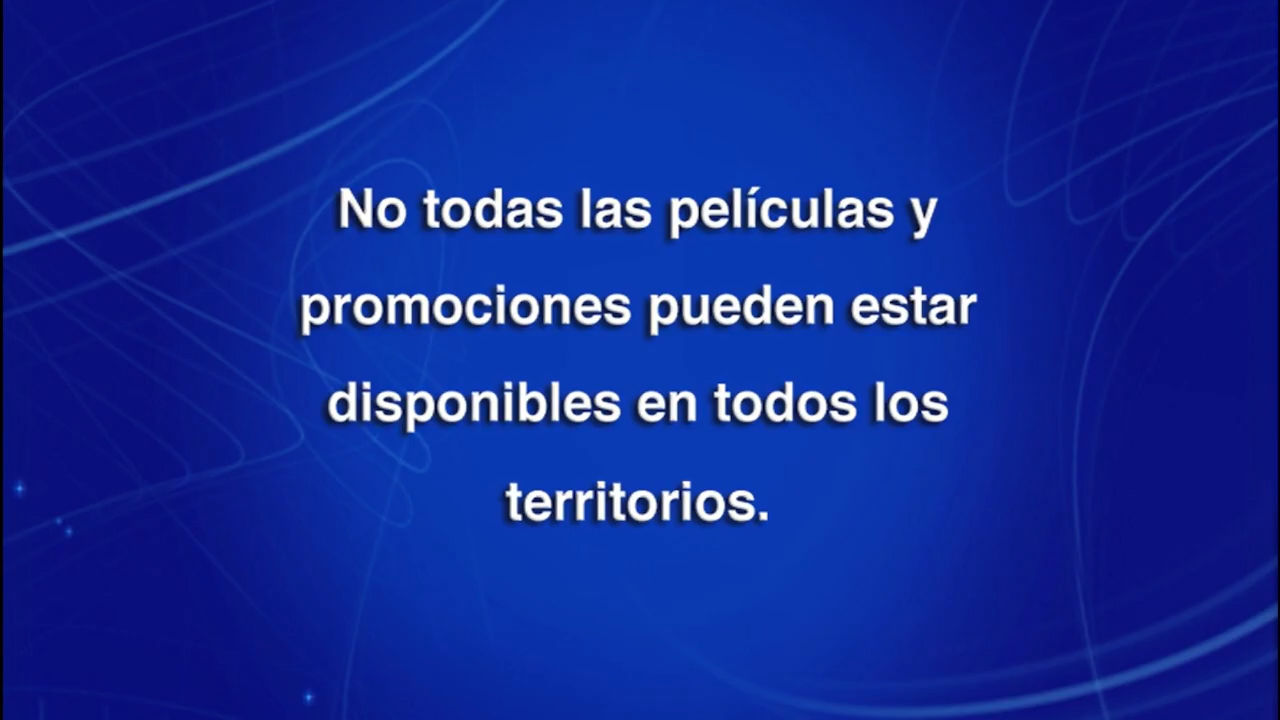 No todas las películas y
promociones pueden estar
disponibles en todos los
territorios.